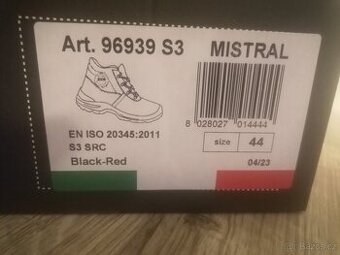 Art. 96939 S3 MISTRAL
8 028027 014444
EN ISO 20345:2011
S3 SRC
size 44
Black-Red
04/23